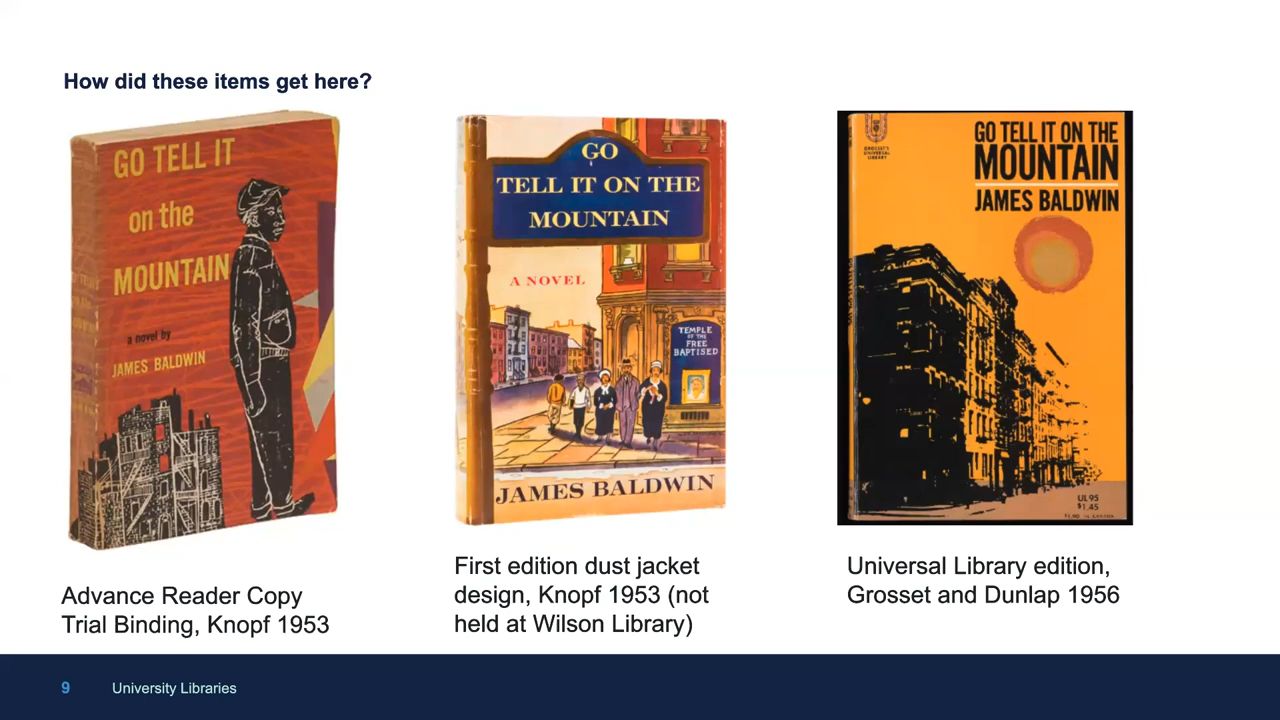 How did these items get here?
GO TELL IT
on the
MOUNTAIN
a novel by
JAMES BALDWIN
GO
TELL IT ON THE
MOUNTAIN
A NOVEL
TEMPLE
OF THE
FREE
BAPTISED
JAMES BALDWIN
GROSSET'S
UNIVERSAL
LIBRARY
GO TELL IT ON THE
MOUNTAIN
JAMES BALDWIN
UL95
$1.45
Advance Reader Copy
Trial Binding, Knopf 1953
First edition dust jacket
design, Knopf 1953 (not
held at Wilson Library)
Universal Library edition,
Grosset and Dunlap 1956
9
University Libraries